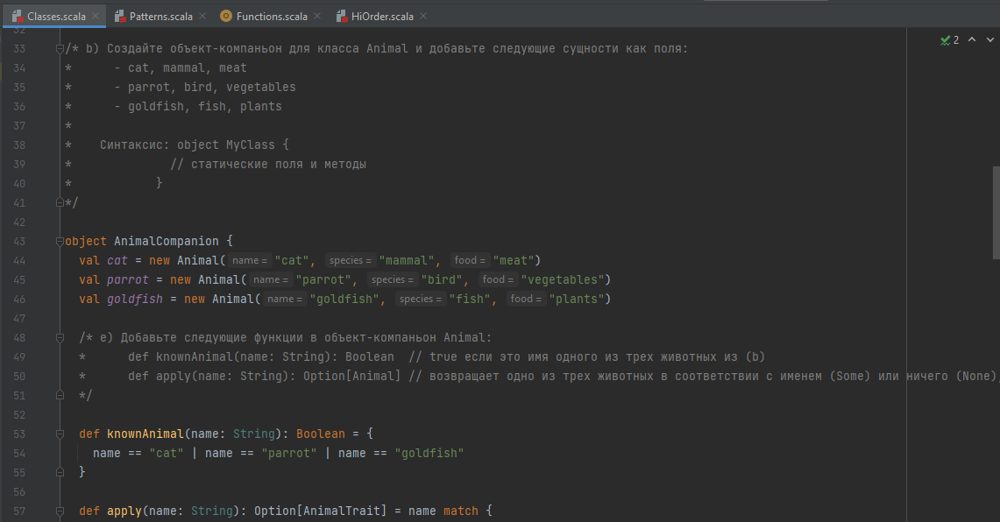 Classes.scala Patterns.scala Functions.scala HiOrder.scala
32
33 /* b) Создайте объект-компаньон для класса Animal и добавьте следующие сущности как поля: 2
34 * - cat, mammal, meat
35 * - parrot, bird, vegetables
36 * - goldfish, fish, plants
37 *
38 * Синтаксис: object MyClass {
39 * // статические поля и методы
40 * }
41 */
42
43 object AnimalCompanion {
44 val cat = new Animal( name = "cat", species = "mammal", food = "meat")
45 val parrot = new Animal( name = "parrot", species = "bird", food = "vegetables")
46 val goldfish = new Animal( name = "goldfish", species = "fish", food = "plants")
47
48 /* e) Добавьте следующие функции в объект-компаньон Animal:
49 * def knownAnimal(name: String): Boolean // true если это имя одного из трех животных из (b)
50 * def apply(name: String): Option[Animal] // возвращает одно из трех животных в соответствии с именем (Some) или ничего (None)
51 */
52
53 def knownAnimal(name: String): Boolean = {
54 name == "cat" | name == "parrot" | name == "goldfish"
55 }
56
57 def apply(name: String): Option[AnimalTrait] = name match {